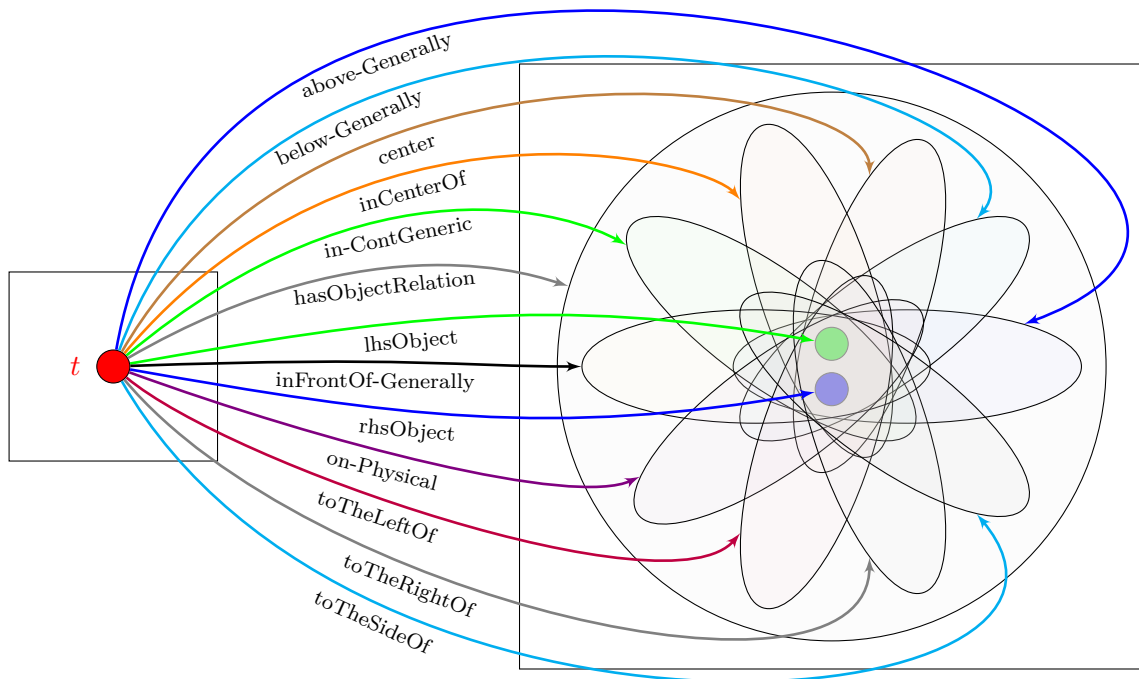 above-Generally
below-Generally
center
inCenterOf
in-ContGeneric
hasObjectRelation
lhsObject
t
inFrontOf-Generally
rhsObject
on-Physical
toTheLeftOf
toTheRightOf
toTheSideOf